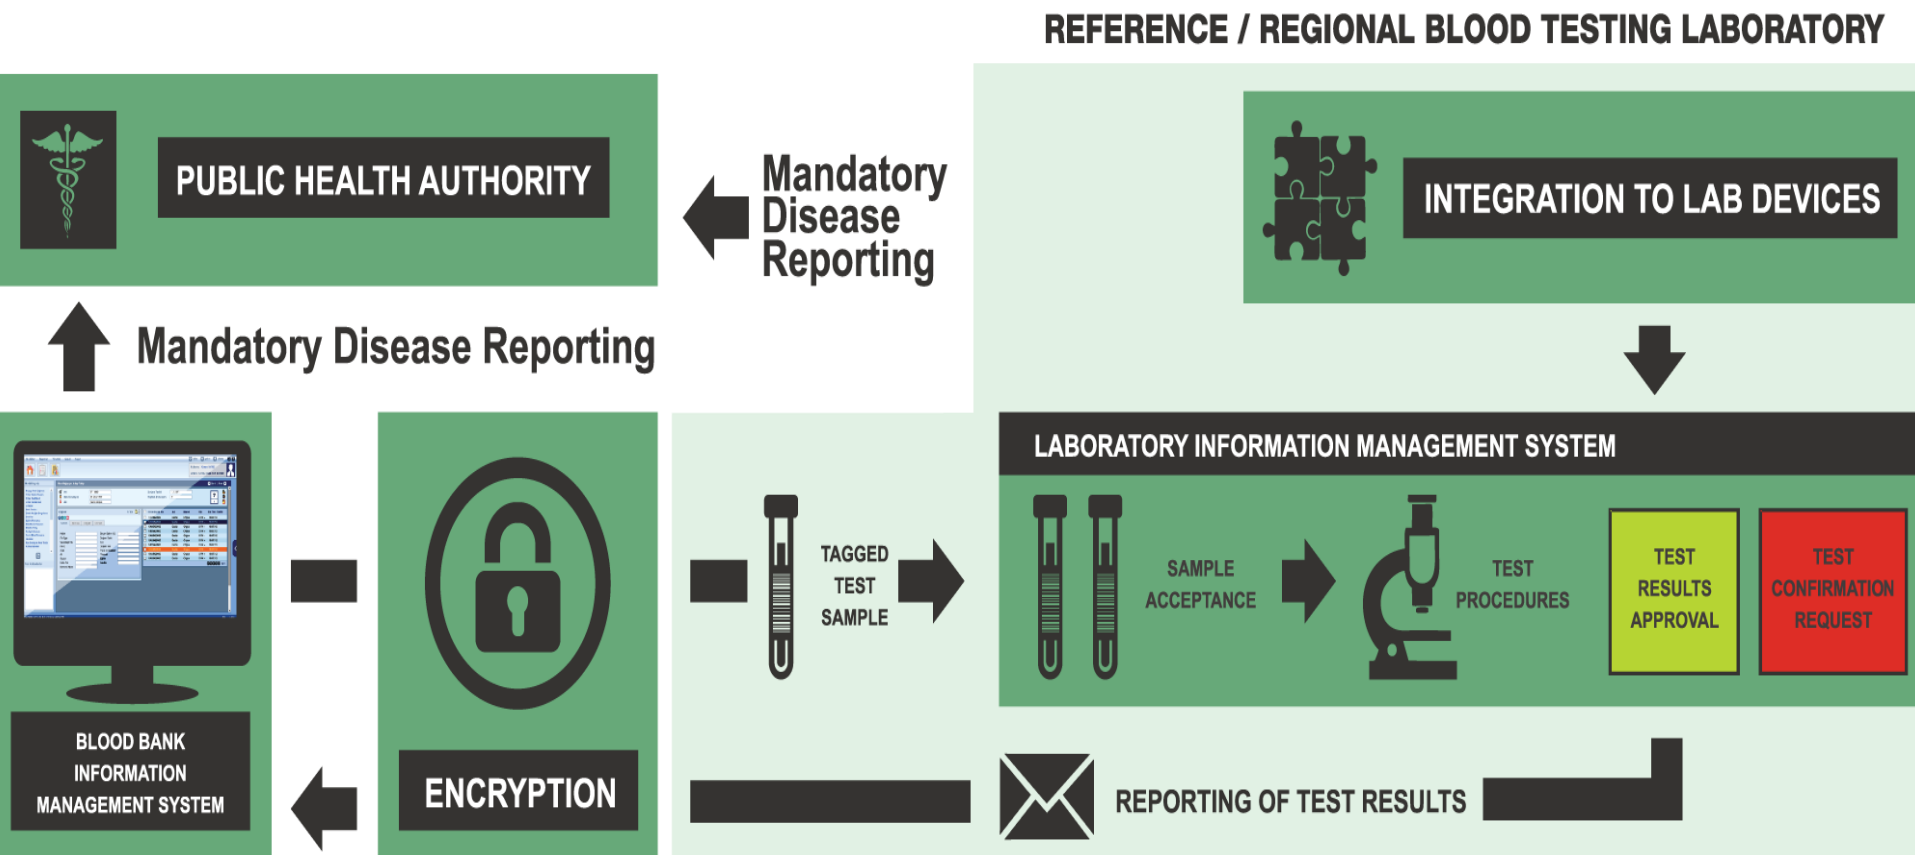 REFERENCE / REGIONAL BLOOD TESTING LABORATORY
PUBLIC HEALTH AUTHORITY
Mandatory
Disease
Reporting
INTEGRATION TO LAB DEVICES
Mandatory Disease Reporting
LABORATORY INFORMATION MANAGEMENT SYSTEM
TAGGED
TEST
SAMPLE
SAMPLE
ACCEPTANCE
TEST
PROCEDURES
TEST
RESULTS
APPROVAL
TEST
CONFIRMATION
REQUEST
BLOOD BANK
INFORMATION
MANAGEMENT SYSTEM
ENCRYPTION
REPORTING OF TEST RESULTS